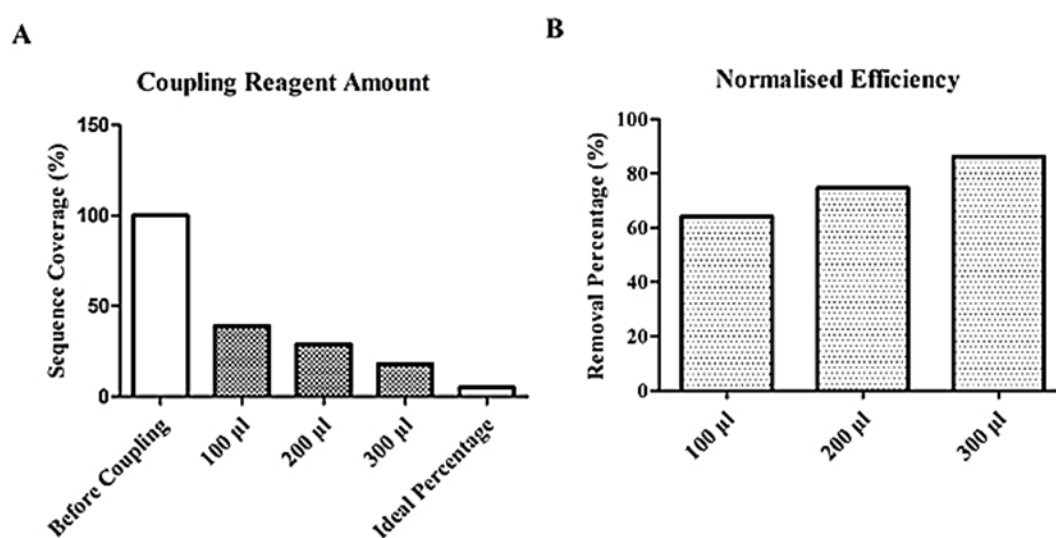 A
Coupling Reagent Amount
Sequence Coverage (%)
150
100
50
0
Before Coupling
100 µl
200 µl
300 µl
Ideal Percentage
B
Normalised Efficiency
Removal Percentage (%)
100
80
60
40
20
0
100 µl
200 µl
300 µl